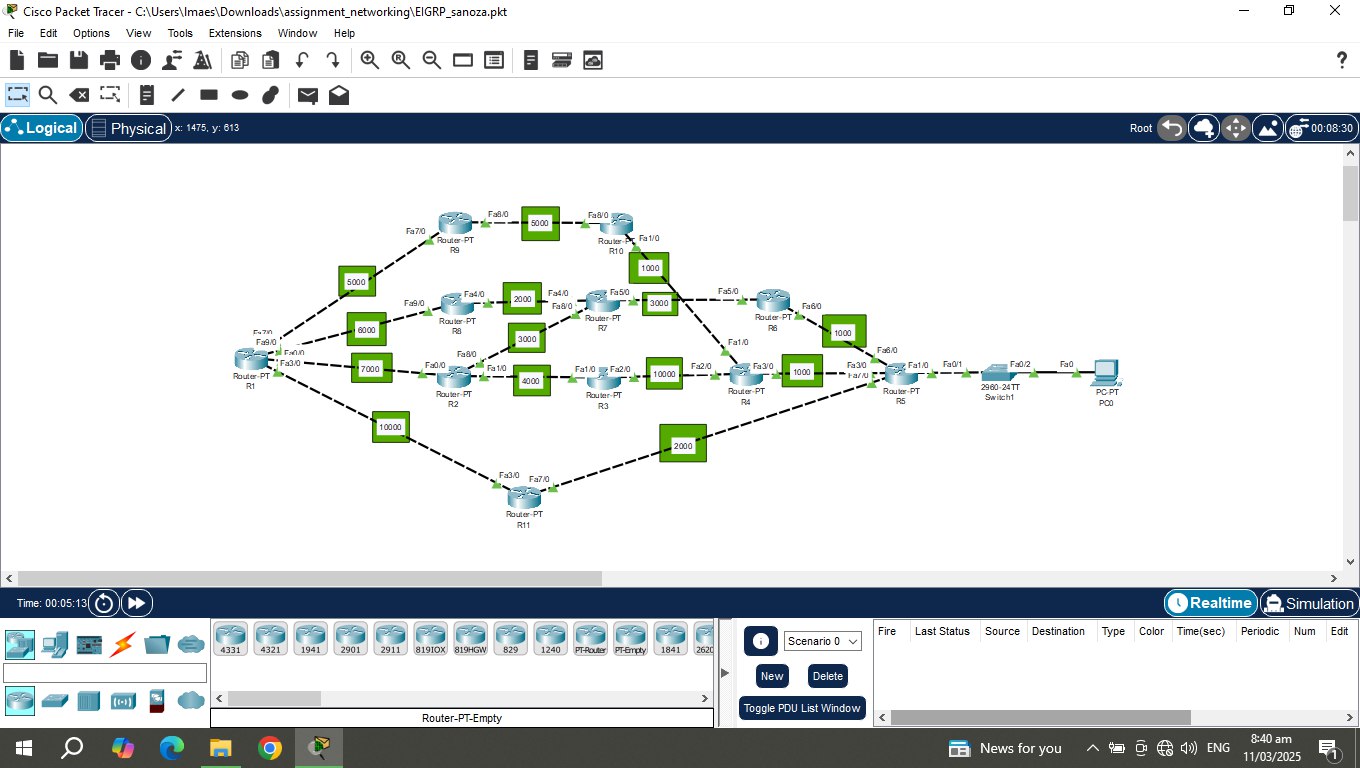 Cisco Packet Tracer - C:\Users\Imaes\Downloads\assignment_networking\EIGRP_sanoza.pkt
File Edit Options View Tools Extensions Window Help
Logical Physical x: 1475, y: 613 Root 00:08:30
Fa6/0 5000 Fa8/0
Fa7/0 Router-PT R9
Router-PT R10 Fa1/0
1000
5000
Fa9/0 Fa4/0 2000 Fa4/0 Fa5/0 Fa5/0
Fa8/0 3000 Fa6/0
Router-PT R8
Router-PT R7
Router-PT R6
Fa7/0
6000
3000
1000
Fa9/0
Fa0/0
Fa1/0
Fa8/0
Fa6/0
Fa3/0
7000 Fa0/0 Fa1/0 4000 Fa1/0 Fa2/0 10000 Fa2/0 Fa3/0 1000 Fa3/0 Fa1/0 Fa0/1 Fa0/2 Fa0
Fa7/0
Router-PT R1
Router-PT R2
Router-PT R3
Router-PT R4
Router-PT R5
2960-24TT Switch1
PC-PT PC0
10000
2000
Fa3/0 Fa7/0
Router-PT R11
Time: 00:05:13 Realtime Simulation
4331 4321 1941 2901 2911 819IOX 819HGW 829 1240 PT-Router PT-Empty 1841 2620
Router-PT-Empty
Scenario 0
New Delete
Toggle PDU List Window
Fire Last Status Source Destination Type Color Time(sec) Periodic Num Edit
News for you ENG 8:40 am
11/03/2025
1